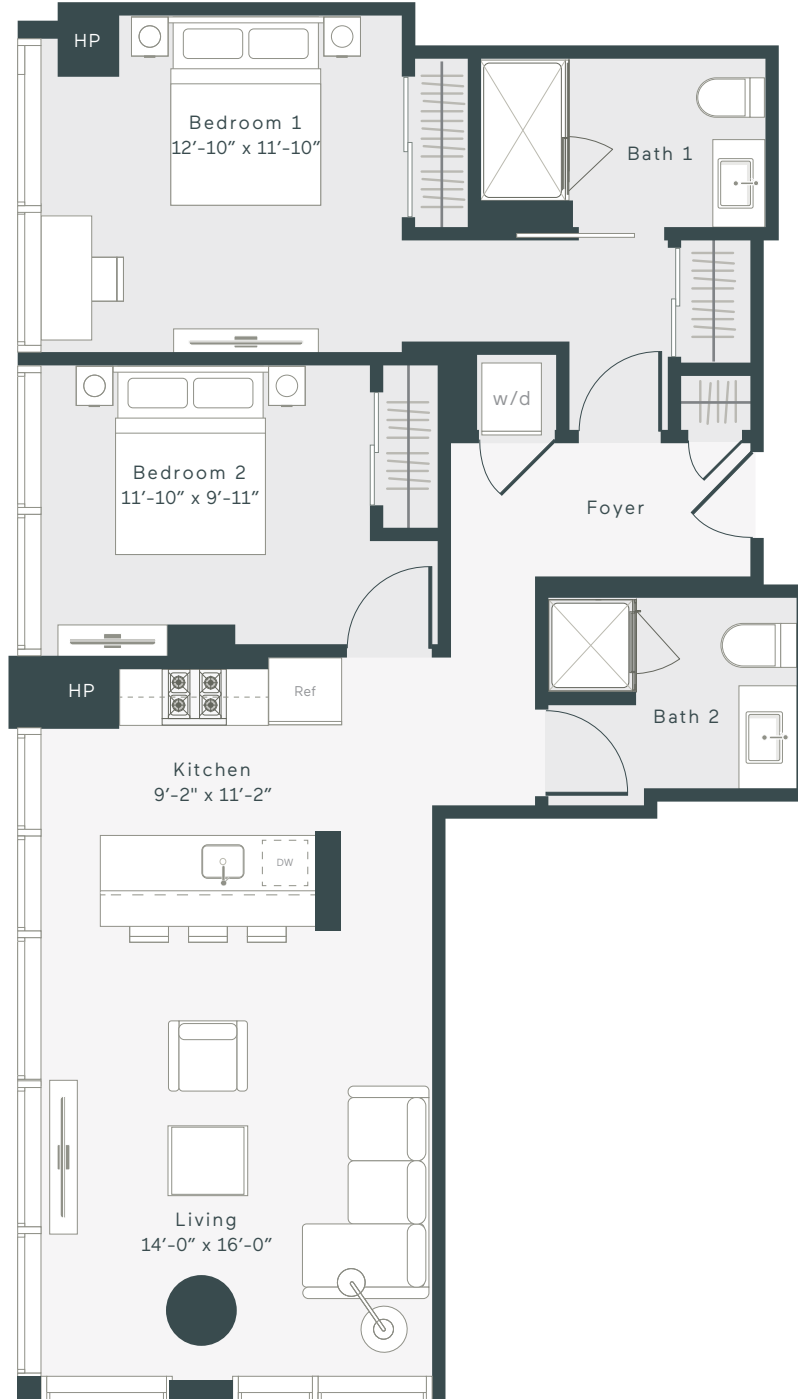 HP
Bedroom 1
12′-10″ x 11′-10″
Bath 1
w/d
Bedroom 2
11′-10″ x 9′-11″
Foyer
HP
Ref
Bath 2
Kitchen
9′-2" x 11′-2″
DW
Living
14′-0″ x 16′-0″